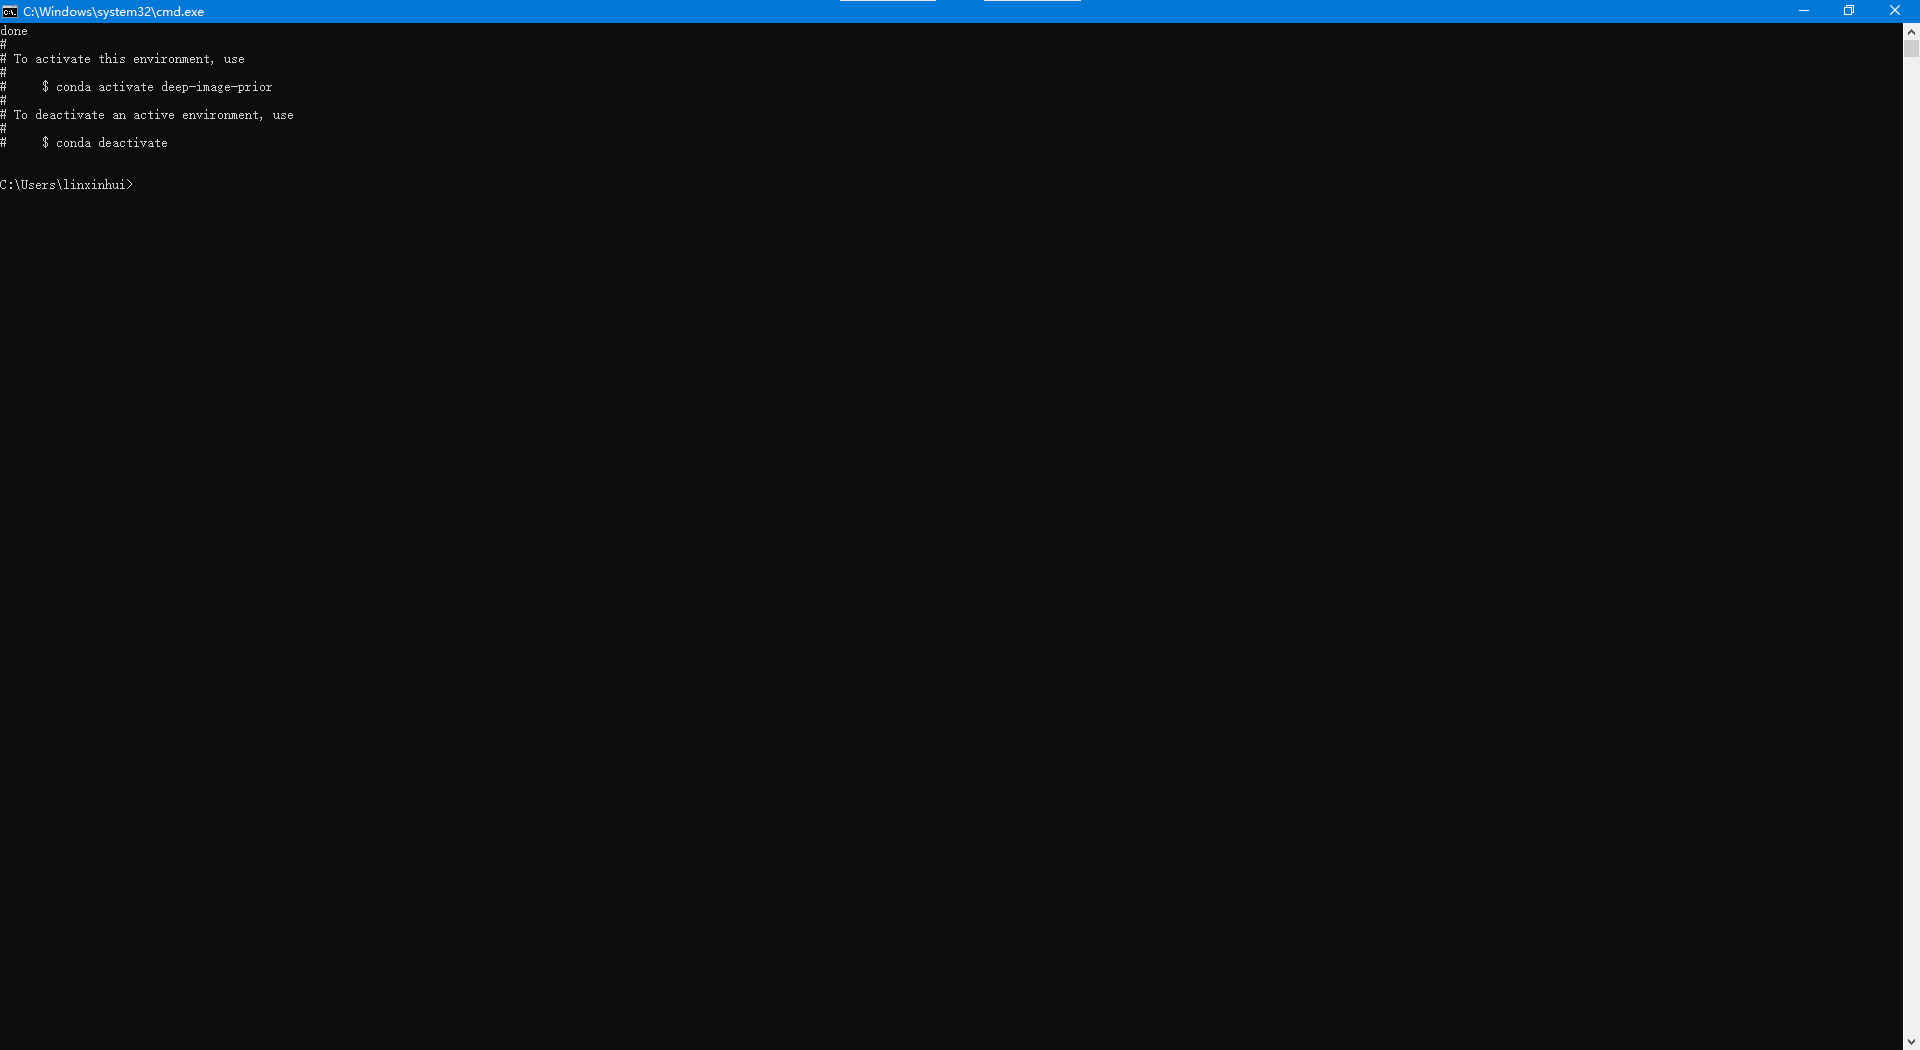 C:\Windows\system32\cmd.exe
done
#
# To activate this environment, use
#
#     $ conda activate deep-image-prior
#
# To deactivate an active environment, use
#
#     $ conda deactivate
C:\Users\linxinhui>